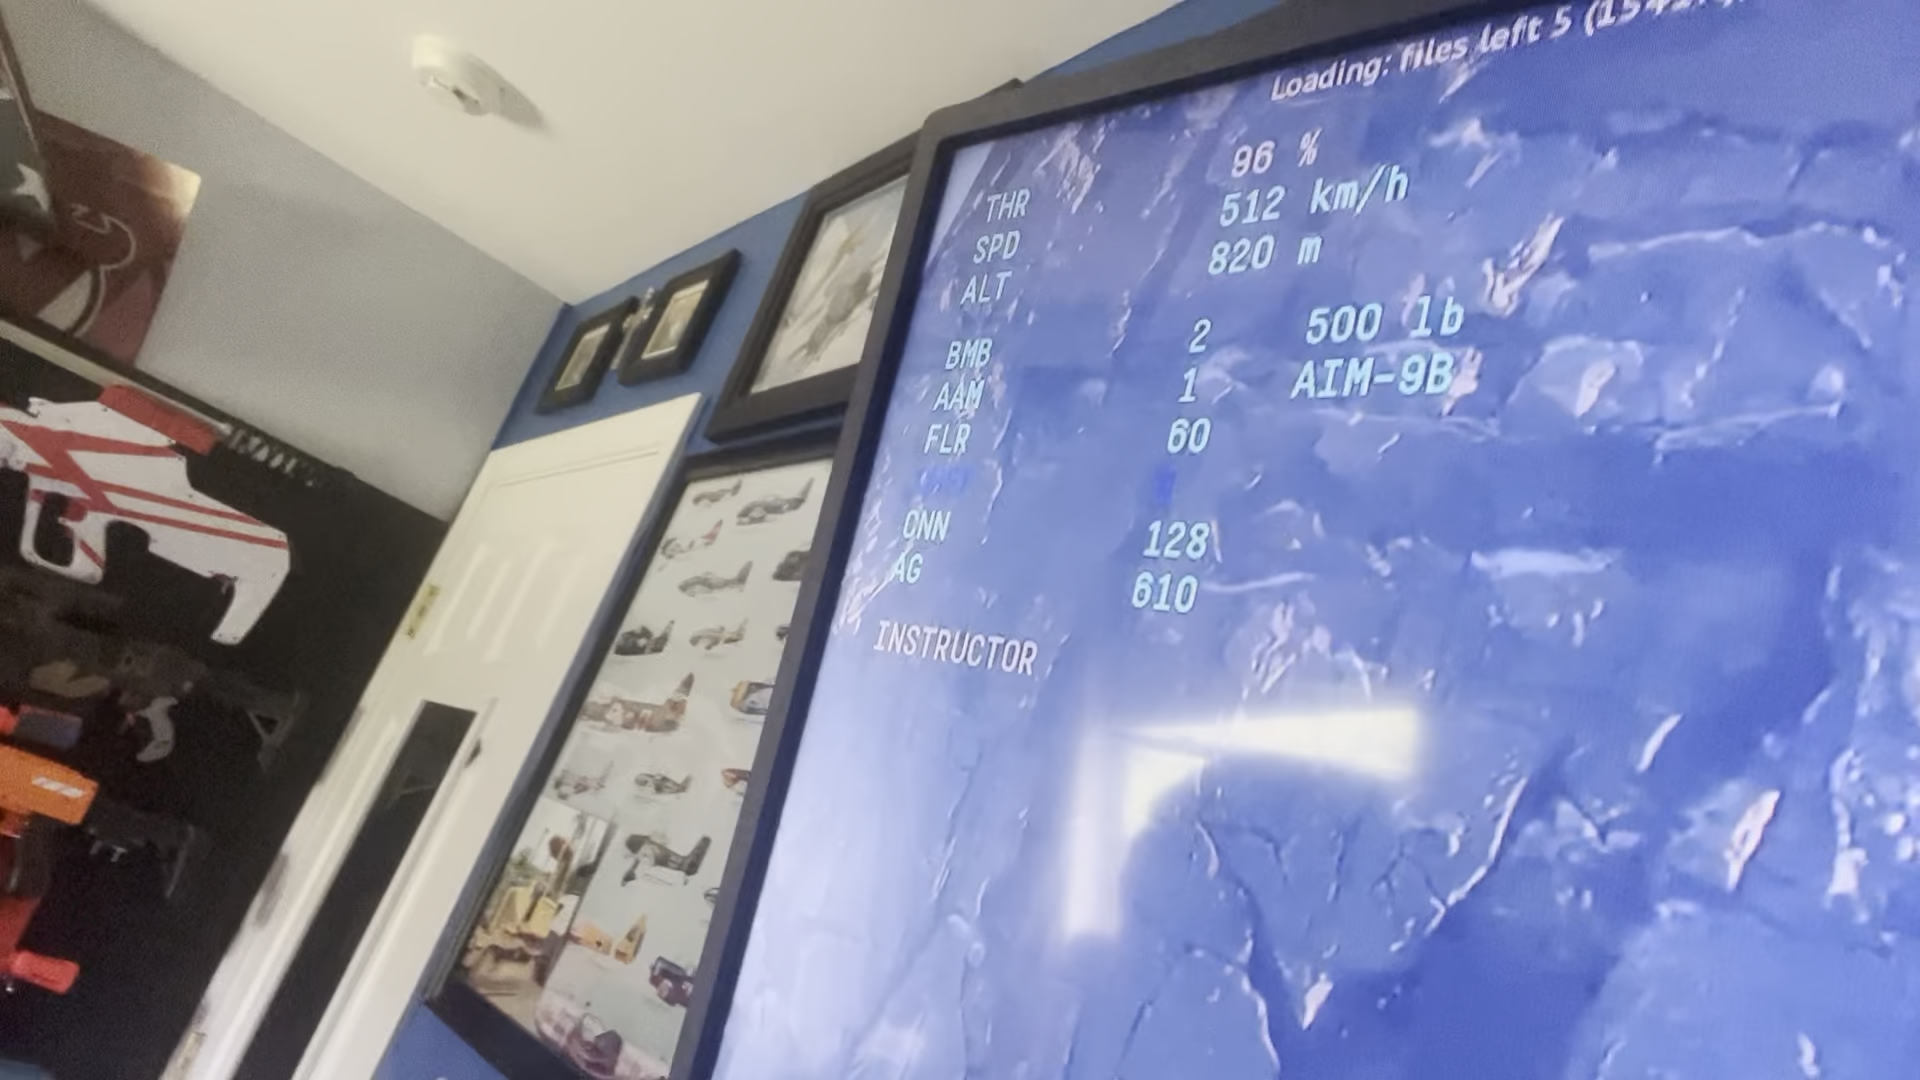 Loading: files left 5
THR 96 %
SPD 512 km/h
ALT 820 m
BMB 2 500 lb
AAM 1 AIM-9B
FLR 60
CNN 128
AG 610
INSTRUCTOR